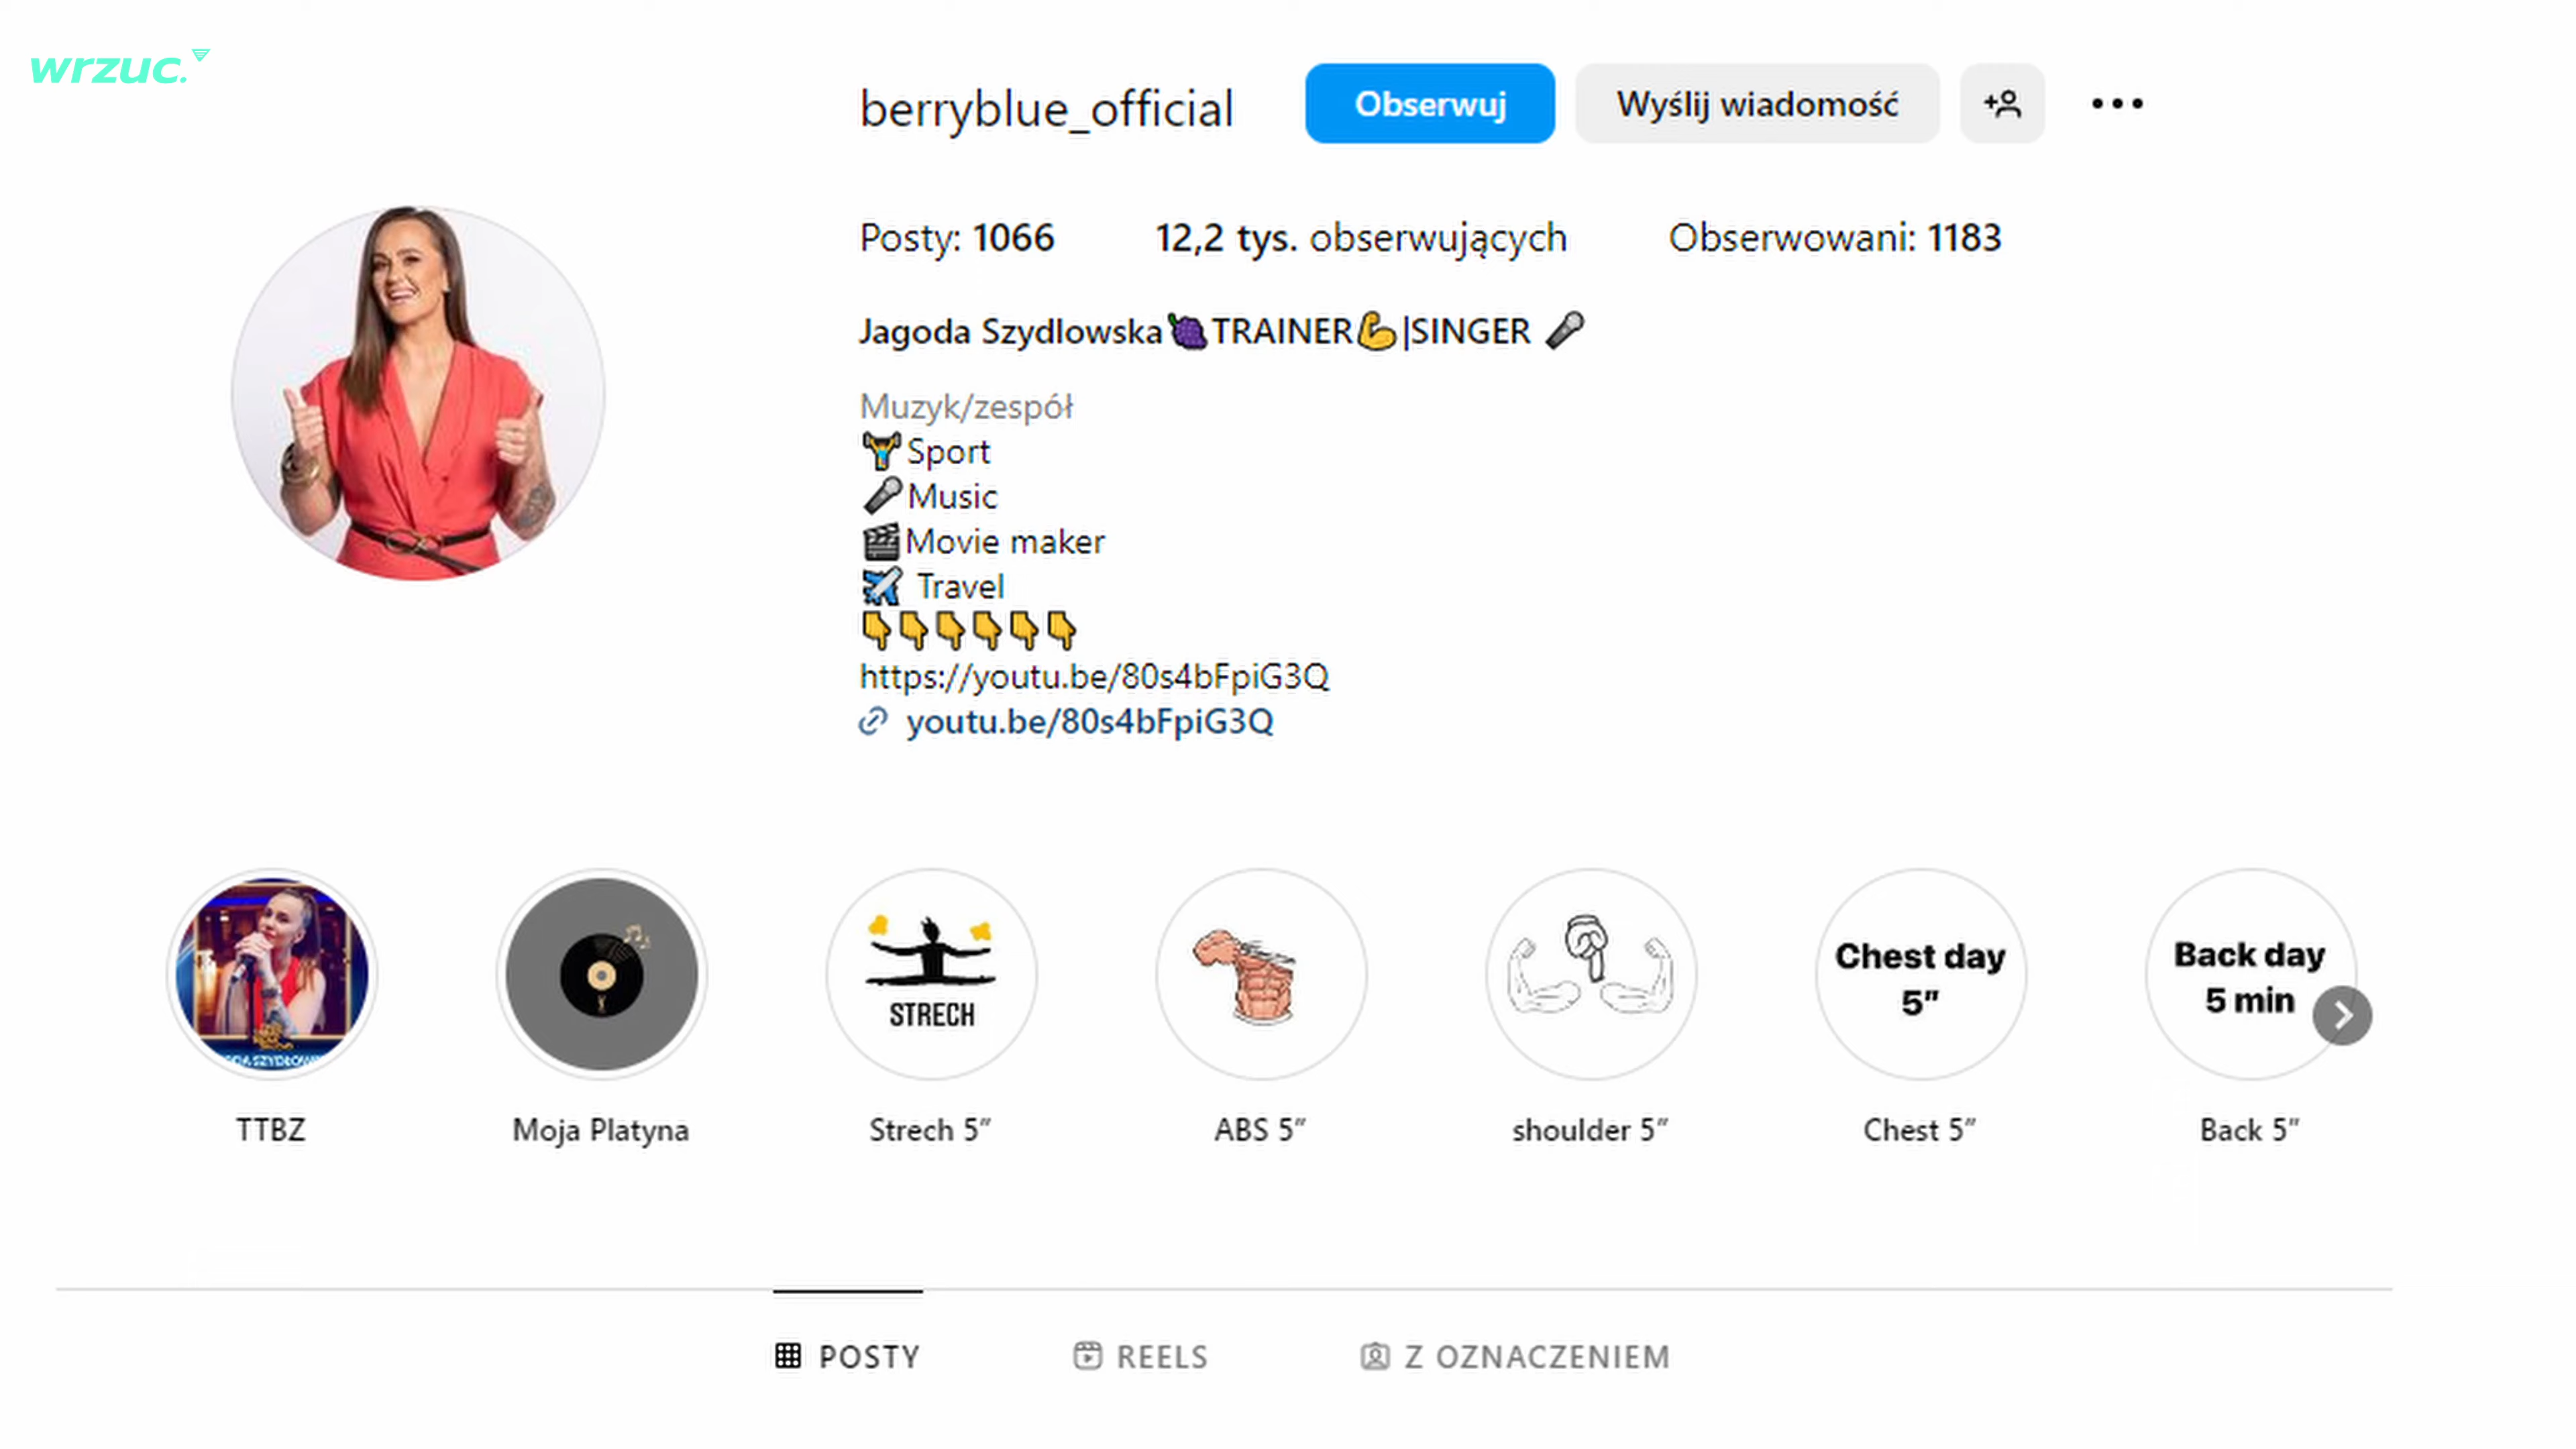 wrzuc.
berryblue_official Obserwuj Wyślij wiadomość
Posty: 1066 12,2 tys. obserwujących Obserwowani: 1183
Jagoda Szydlowska🍇TRAINER💪|SINGER 🎤
Muzyk/zespół
🏋️Sport
🎤Music
🎬Movie maker
✈️ Travel
👇👇👇👇👇👇
https://youtu.be/80s4bFpiG3Q
youtu.be/80s4bFpiG3Q
STRECH
Chest day
5”
Back day
5 min
TTBZ Moja Platyna Strech 5” ABS 5” shoulder 5” Chest 5” Back 5”
POSTY REELS Z OZNACZENIEM